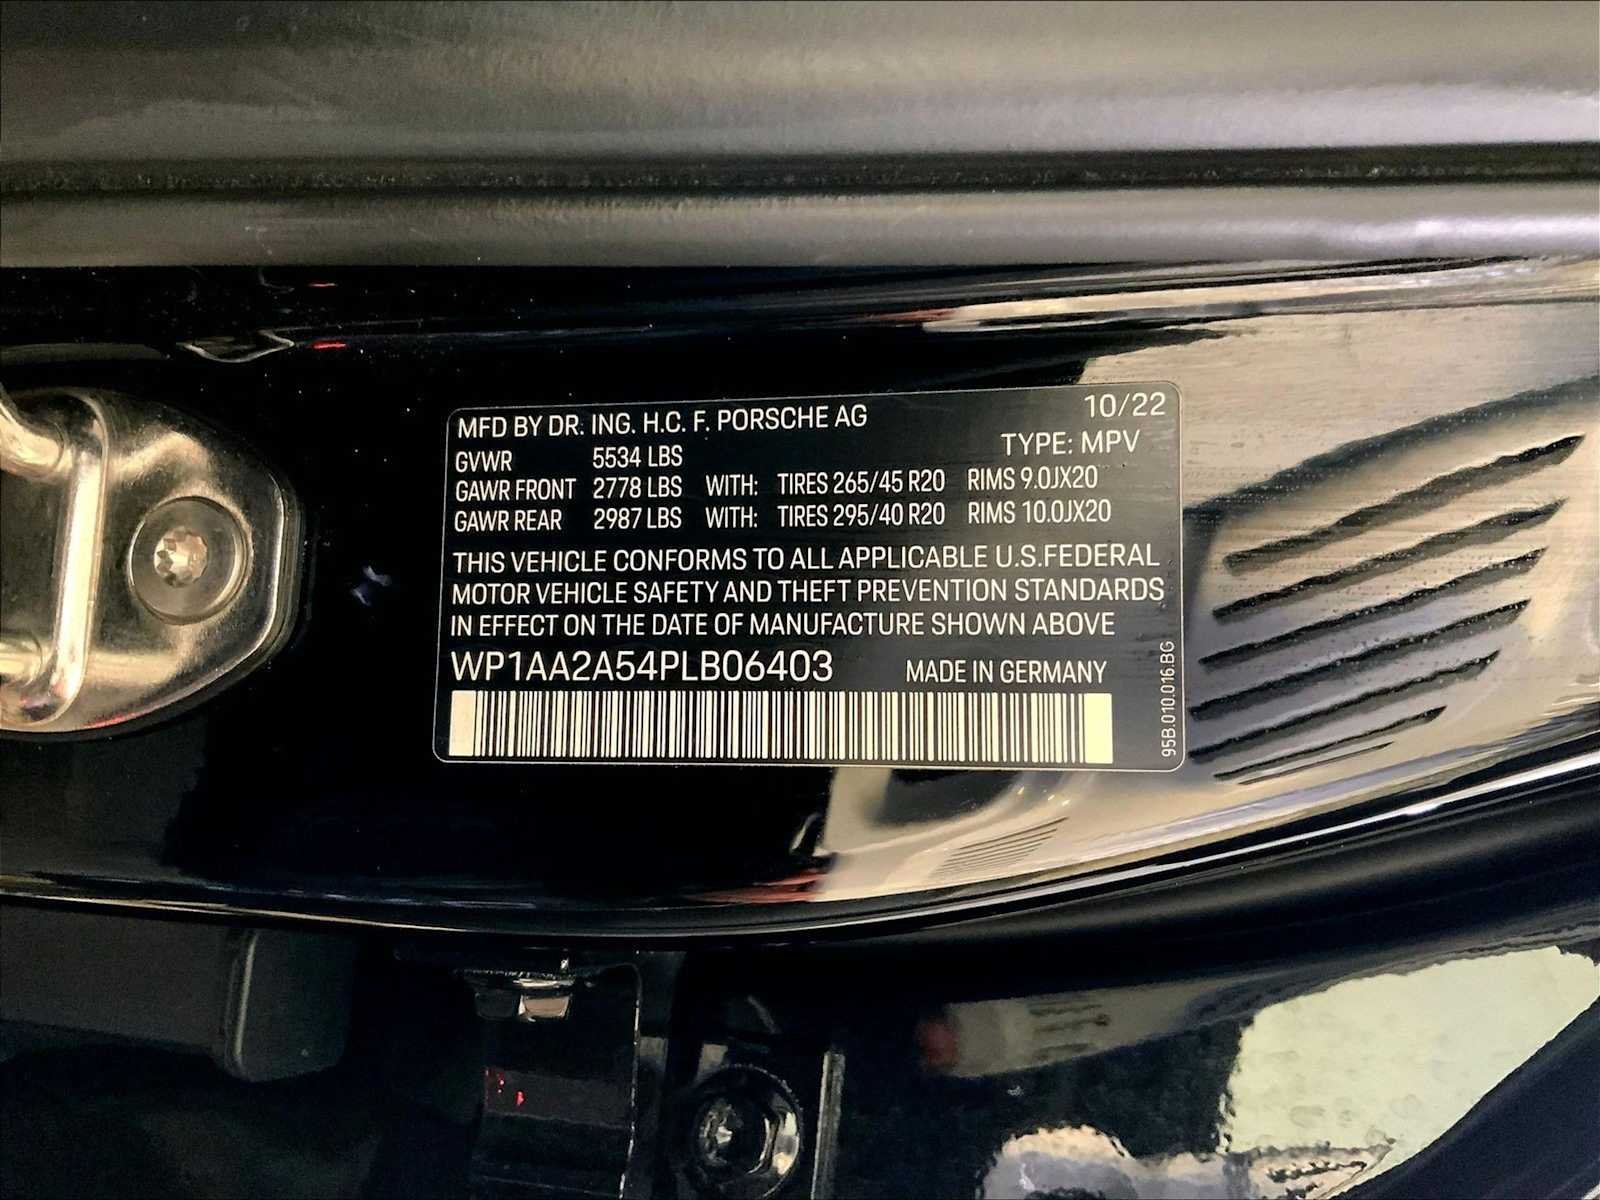 MFD BY DR. ING. H.C. F. PORSCHE AG 10/22
TYPE: MPV
GVWR 5534 LBS
GAWR FRONT 2778 LBS WITH: TIRES 265/45 R20 RIMS 9.0JX20
GAWR REAR 2987 LBS WITH: TIRES 295/40 R20 RIMS 10.0JX20
THIS VEHICLE CONFORMS TO ALL APPLICABLE U.S.FEDERAL
MOTOR VEHICLE SAFETY AND THEFT PREVENTION STANDARDS
IN EFFECT ON THE DATE OF MANUFACTURE SHOWN ABOVE
WP1AA2A54PLB06403 MADE IN GERMANY
95B.010.016.BG